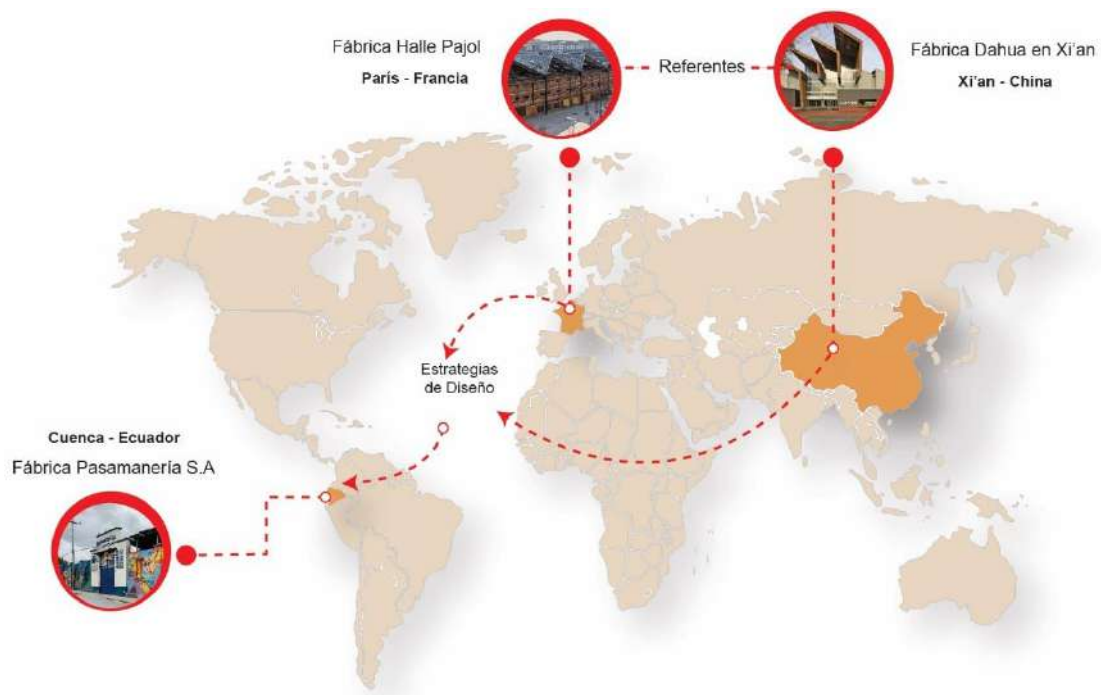 Fábrica Halle Pajol
París - Francia
Referentes
Fábrica Dahua en Xi'an
Xi'an - China
Estrategias
de Diseño
Cuenca - Ecuador
Fábrica Pasamanería S.A